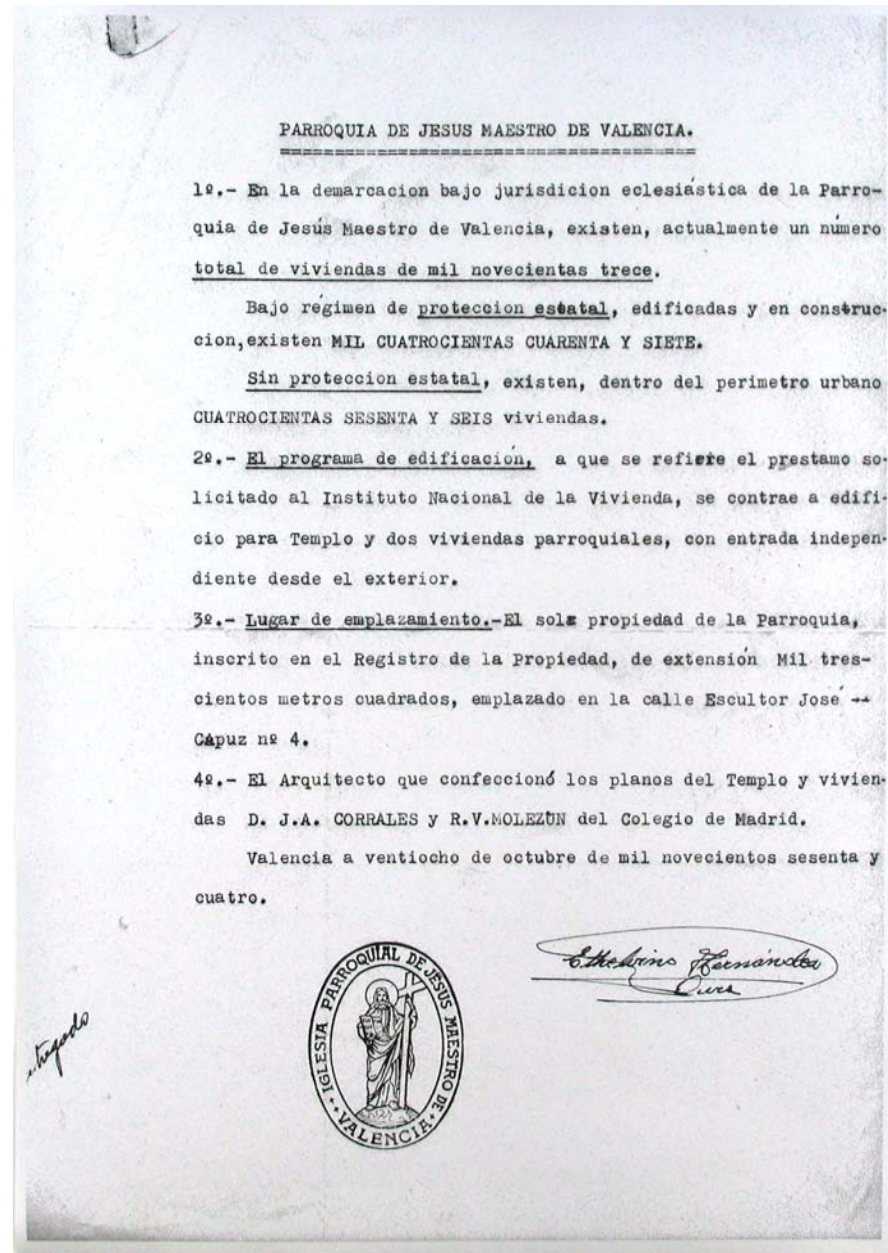 PARROQUIA DE JESUS MAESTRO DE VALENCIA.
1º.- En la demarcacion bajo jurisdicion eclesiástica de la Parro-
quia de Jesús Maestro de Valencia, existen, actualmente un número
total de viviendas de mil novecientas trece.
Bajo régimen de proteccion estatal, edificadas y en construc-
cion,existen MIL CUATROCIENTAS CUARENTA Y SIETE.
Sin proteccion estatal, existen, dentro del perimetro urbano
CUATROCIENTAS SESENTA Y SEIS viviendas.
2º.- El programa de edificación, a que se refiere el prestamo so-
licitado al Instituto Nacional de la Vivienda, se contrae a edifi-
cio para Templo y dos viviendas parroquiales, con entrada indepen-
diente desde el exterior.
3º.- Lugar de emplazamiento.-El sola propiedad de la Parroquia,
inscrito en el Registro de la Propiedad, de extensión Mil tres-
cientos metros cuadrados, emplazado en la calle Escultor José --
Capuz nº 4.
4º.- El Arquitecto que confeccionó los planos del Templo y vivien-
das D. J.A. CORRALES y R.V.MOLEZUN del Colegio de Madrid.
Valencia a ventiocho de octubre de mil novecientos sesenta y
cuatro.
Ethelvino Hernández
Cura
IGLESIA PARROQUIAL DE JESUS MAESTRO DE VALENCIA